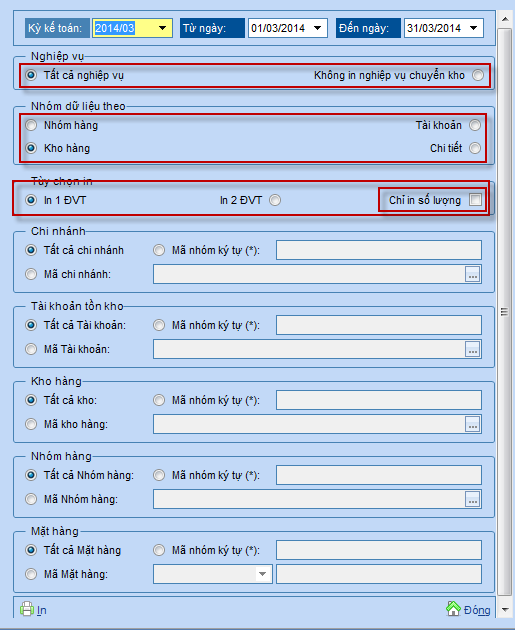 Kỳ kế toán: 2014/03 Từ ngày: 01/03/2014 Đến ngày: 31/03/2014
Nghiệp vụ
Tất cả nghiệp vụ Không in nghiệp vụ chuyển kho
Nhóm dữ liệu theo
Nhóm hàng Tài khoản
Kho hàng Chi tiết
Tùy chọn in
In 1 ĐVT In 2 ĐVT Chỉ in số lượng
Chi nhánh
Tất cả chi nhánh Mã nhóm ký tự (*):
Mã chi nhánh: ...
Tài khoản tồn kho
Tất cả Tài khoản: Mã nhóm ký tự (*):
Mã Tài khoản: ...
Kho hàng
Tất cả kho: Mã nhóm ký tự (*):
Mã kho hàng: ...
Nhóm hàng
Tất cả Nhóm hàng: Mã nhóm ký tự (*):
Mã Nhóm hàng: ...
Mặt hàng
Tất cả Mặt hàng Mã nhóm ký tự (*):
Mã Mặt hàng:
In Đóng